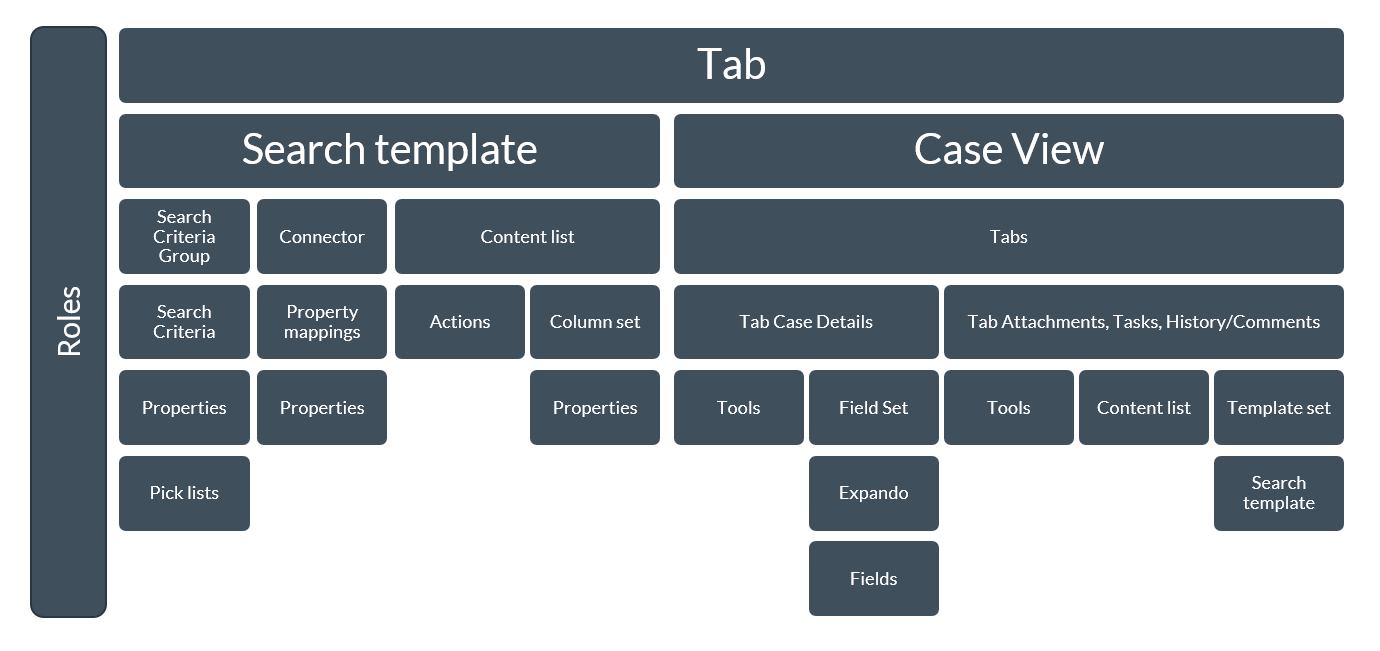 Roles
Tab
Search template
Case View
Search
Criteria
Group
Connector
Content list
Tabs
Search
Criteria
Property
mappings
Actions
Column set
Tab Case Details
Tab Attachments, Tasks, History/Comments
Properties
Properties
Properties
Tools
Field Set
Tools
Content list
Template set
Pick lists
Expando
Search
template
Fields